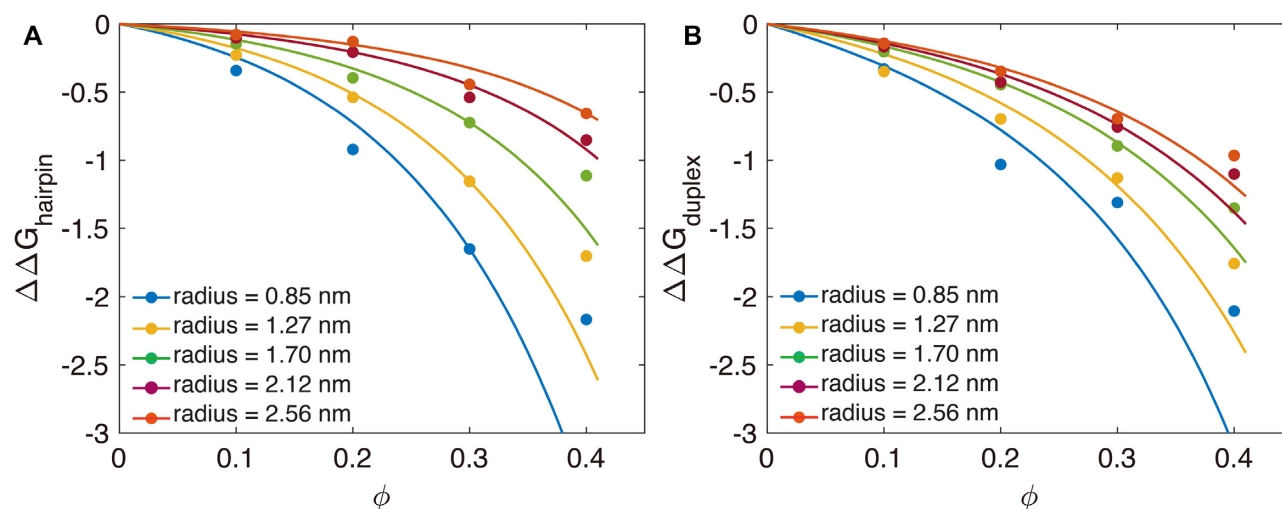 A
0
-0.5
-1
-1.5
-2
-2.5
-3
ΔΔG_hairpin
radius = 0.85 nm
radius = 1.27 nm
radius = 1.70 nm
radius = 2.12 nm
radius = 2.56 nm
0 0.1 0.2 0.3 0.4
ϕ
B
0
-0.5
-1
-1.5
-2
-2.5
-3
ΔΔG_duplex
radius = 0.85 nm
radius = 1.27 nm
radius = 1.70 nm
radius = 2.12 nm
radius = 2.56 nm
0 0.1 0.2 0.3 0.4
ϕ